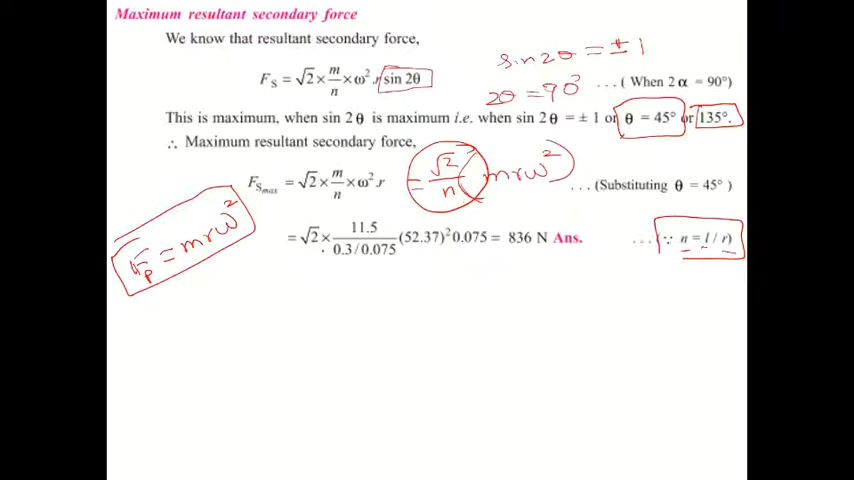 Maximum resultant secondary force
We know that resultant secondary force,
sin 2θ = ± 1
F_S = √2 × m/n × ω² .r sin 2θ ...( When 2 α = 90°)
2θ = 90°
This is maximum, when sin 2 θ is maximum i.e. when sin 2 θ = ± 1 or θ = 45° or 135°.
∴ Maximum resultant secondary force,
F_Smax = √2 × m/n × ω² .r = √2/n (mrω²) ...(Substituting θ = 45° )
F_p = mrω²
= √2 × 11.5 / 0.3 / 0.075 (52.37)² 0.075 = 836 N Ans. ...(∵ n = l / r)